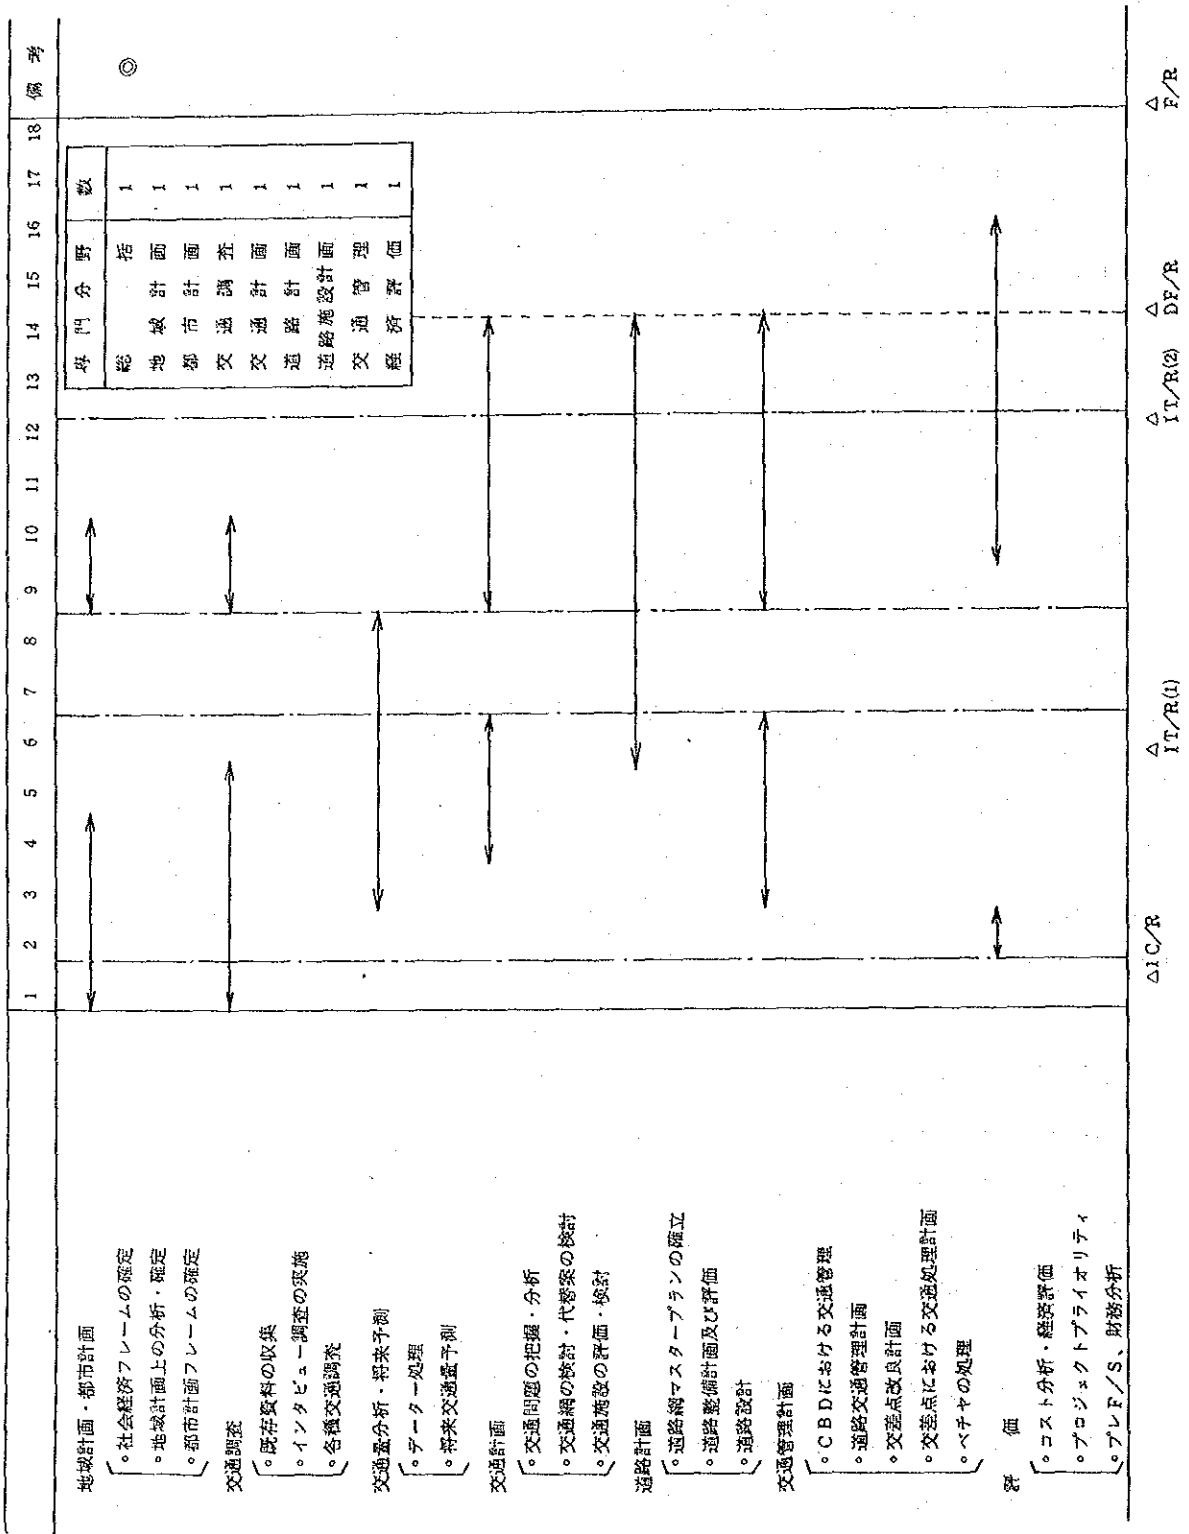 1 2 3 4 5 6 7 8 9 10 11 12 13 14 15 16 17 18 備考
地域計画・都市計画
。社会経済フレームの確定
。地域計画上の分析・確定
。都市計画フレームの確定
交通調査
。既存資料の収集
。インタビュー調査の実施
。各種交通調査
交通量分析・将来予測
。データー処理
。将来交通量予測
交通計画
。交通問題の把握・分析
。交通網の検討・代替案の検討
。交通施設の評価・検討
道路計画
。道路網マスタープランの確立
。道路整備計画及び評価
。道路設計
交通管理計画
。CBDにおける交通管理
。道路交通管理計画
。交差点改良計画
。交差点における交通処理計画
。ベチャの処理
評価
。コスト分析・経済評価
。プロジェクトプライオリティ
。プレF/S、財務分析
専門分野 数
総括 1
地域計画 1
都市計画 1
交通調査 1
交通計画 1
道路計画 1
道路施設計画 1
交通管理 1
経済評価 1
◎
△IC/R
△
IT/R(1)
△
IT/R(2)
△
DF/R
△
F/R